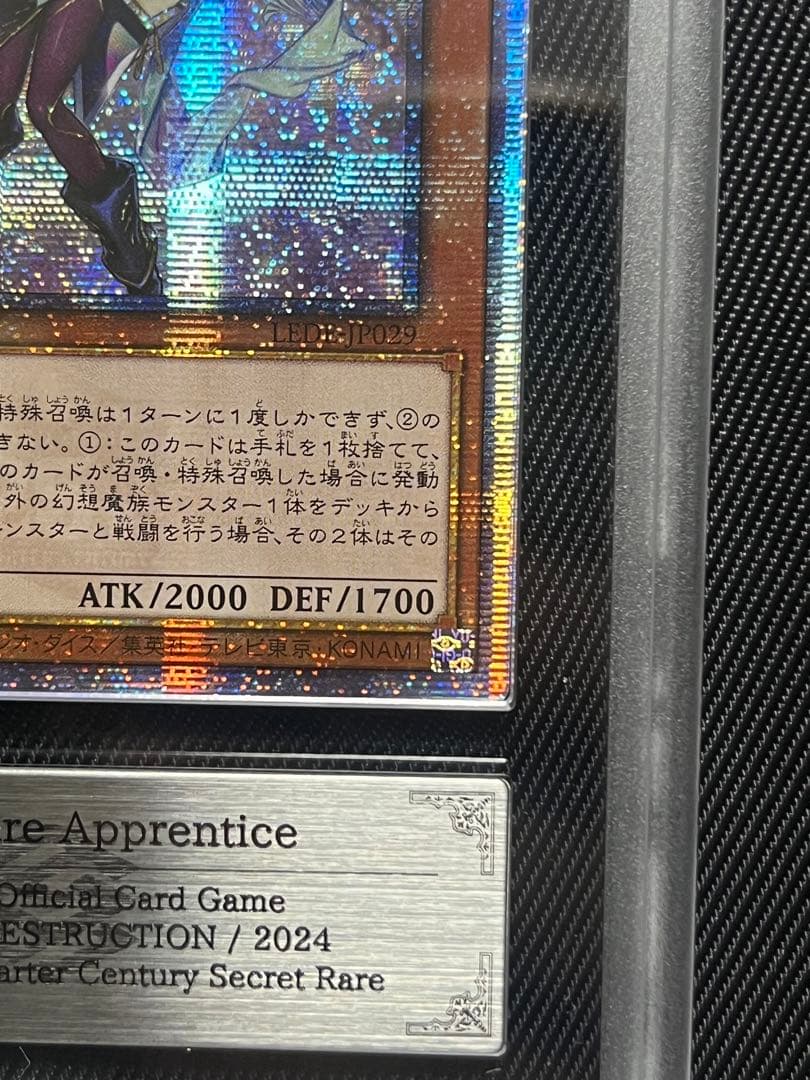 LEDE-JP029
特殊召喚は1ターンに1度しかできず、②の
きない。①：このカードは手札を1枚捨てて、
のカードが召喚・特殊召喚した場合に発動
外の幻想魔族モンスター1体をデッキから
ンスターと戦闘を行う場合、その2体はその
ATK/2000 DEF/1700
ジオ・ダイス/集英社・テレビ東京・KONAMI
re Apprentice
Official Card Game
ESTRUCTION / 2024
arter Century Secret Rare